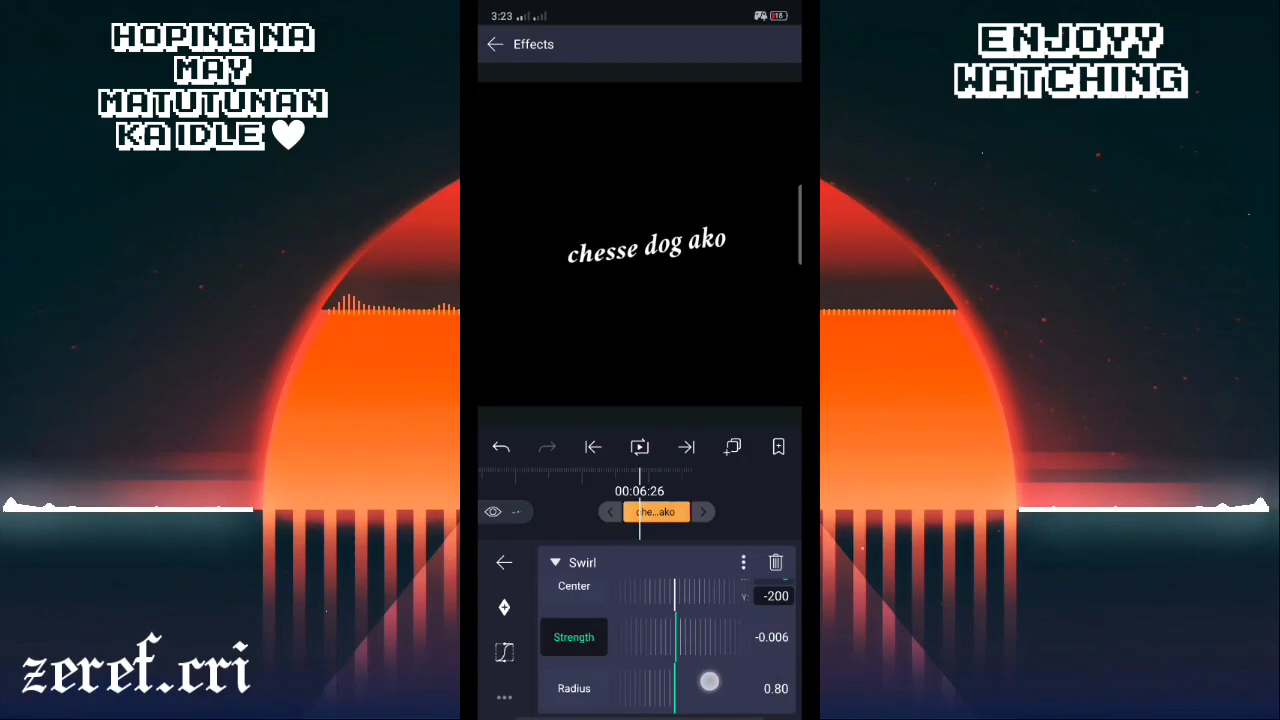 HOPING NA
MAY
MATUTUNAN
KA IDLE
ENJOYY
WATCHING
3:23
18
Effects
chesse dog ako
00:06:26
che...ako
Swirl
Center
Y: -200
Strength
-0.006
Radius
0.80
zeref.cri